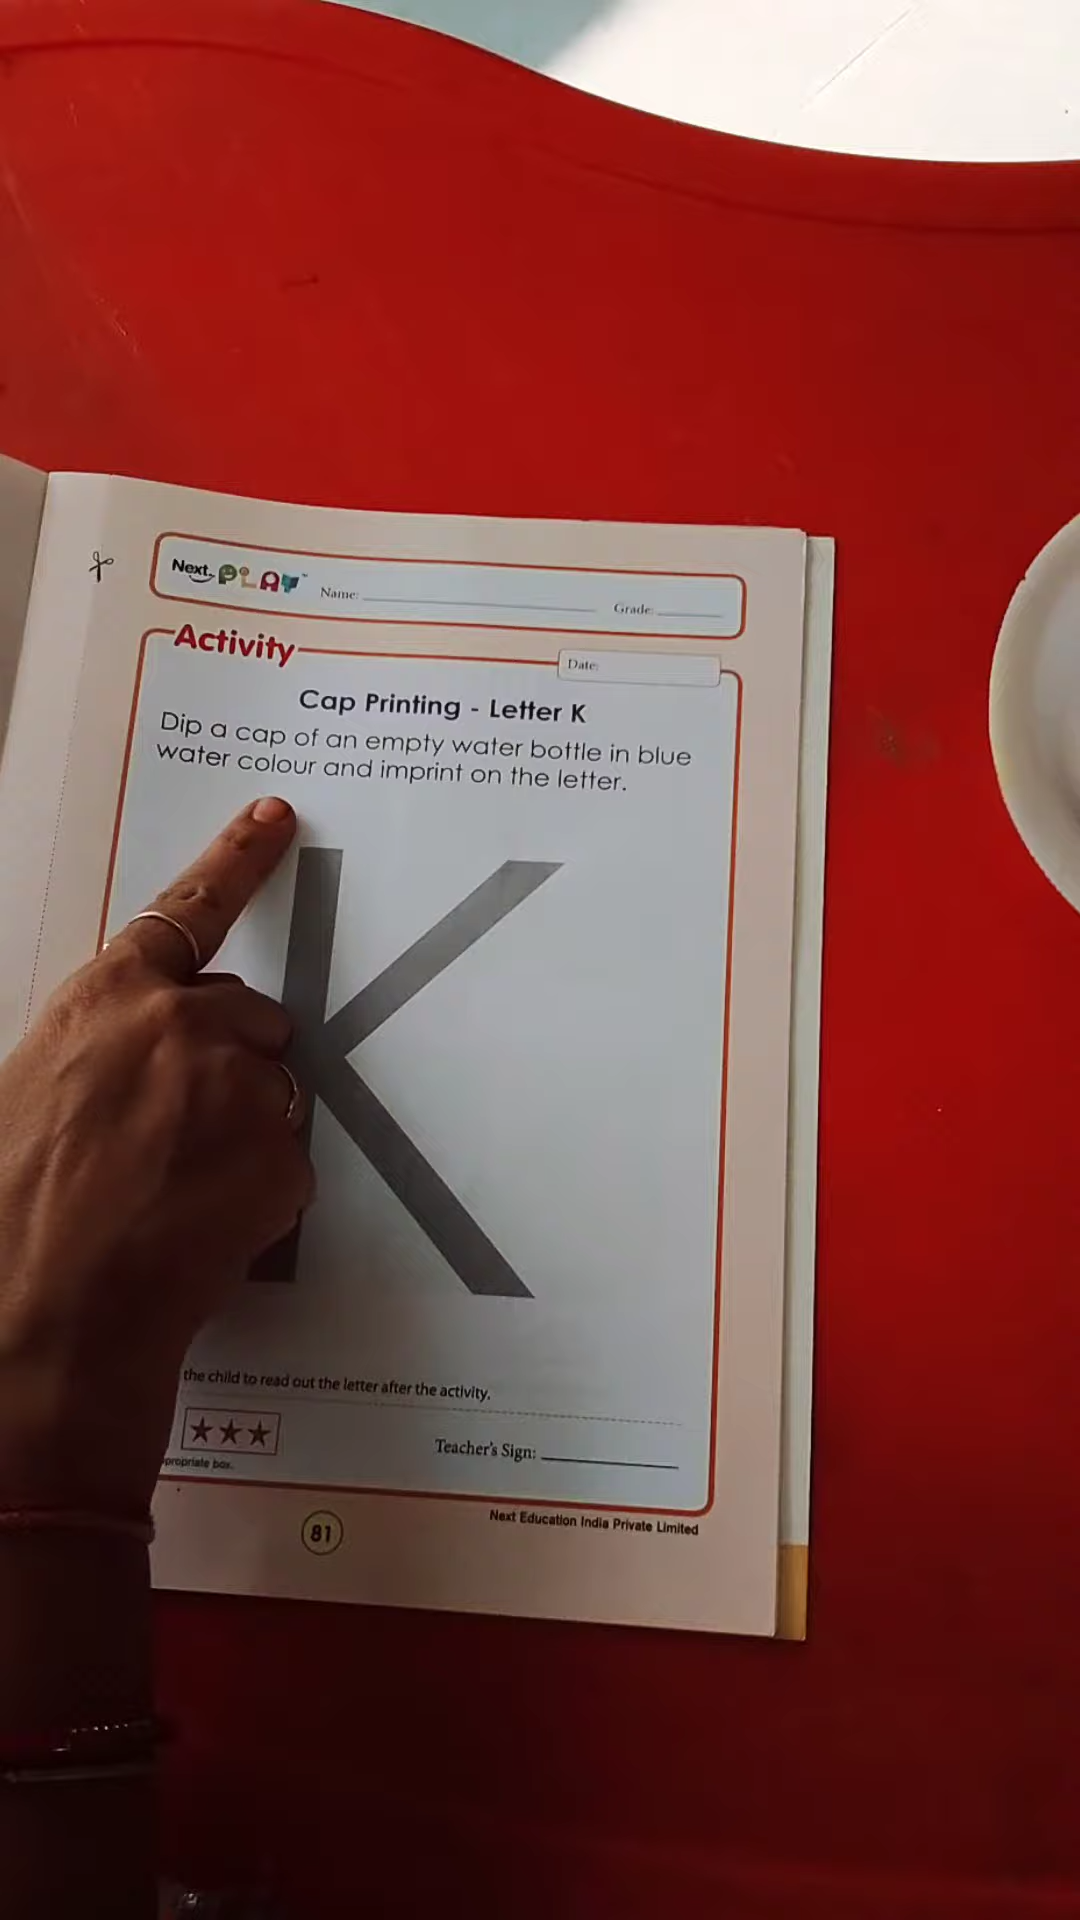 Next PLAY™ Name: Grade:
Activity
Date:
Cap Printing - Letter K
Dip a cap of an empty water bottle in blue
water colour and imprint on the letter.
K
the child to read out the letter after the activity.
Teacher's Sign:
box.
81
Next Education India Private Limited